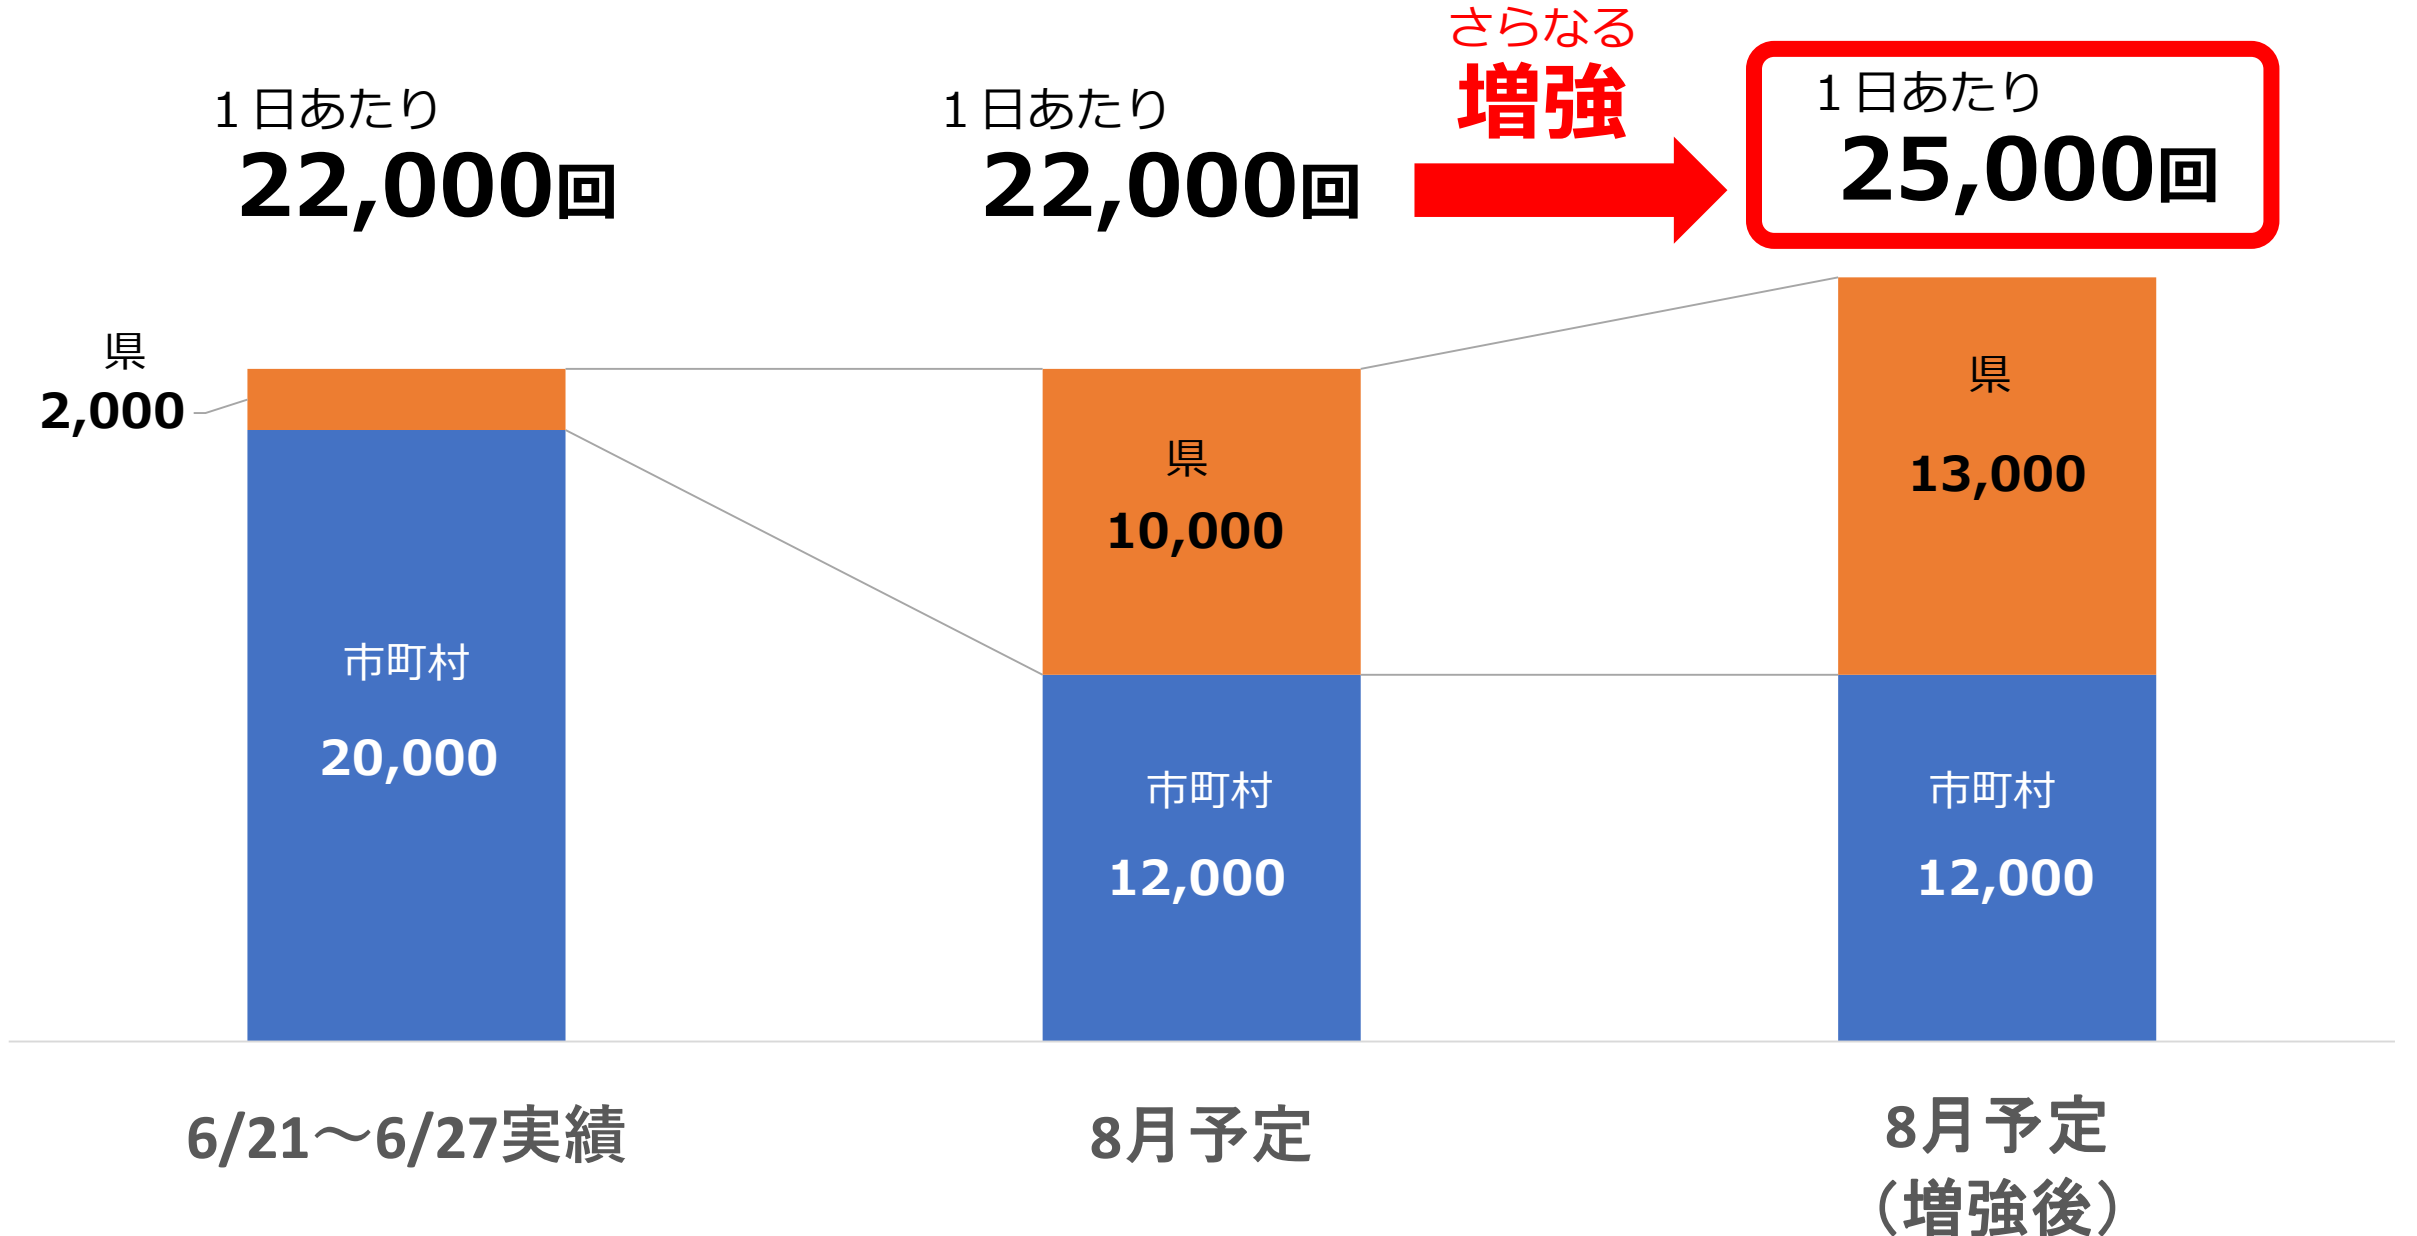 さらなる
増強
１日あたり
22,000回
１日あたり
22,000回
１日あたり
25,000回
県
2,000
市町村
20,000
県
10,000
市町村
12,000
県
13,000
市町村
12,000
6/21～6/27実績
8月予定
8月予定
（増強後）